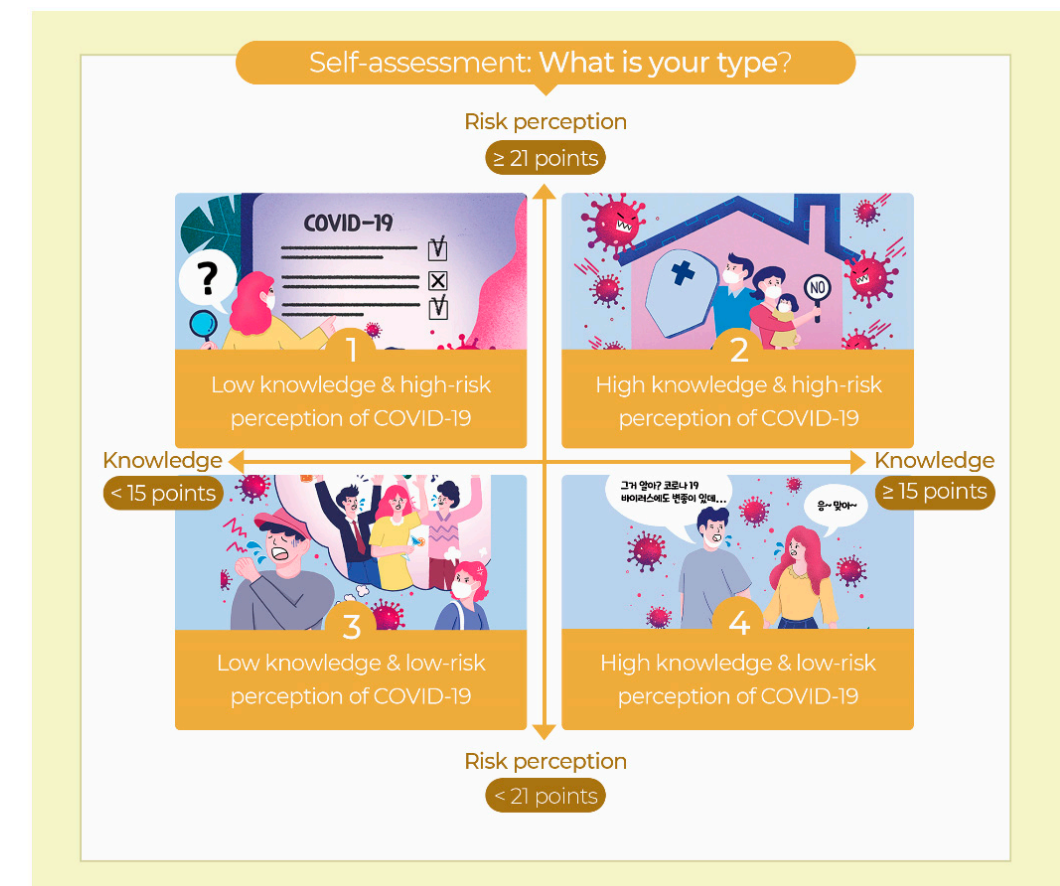 Self-assessment: What is your type?
Risk perception
≥ 21 points
COVID-19
?
NO
1
Low knowledge & high-risk
perception of COVID-19
2
High knowledge & high-risk
perception of COVID-19
Knowledge
< 15 points
Knowledge
≥ 15 points
그거 알아? 코로나 19
바이러스에도 변종이 있대...
응~ 맞아~
3
Low knowledge & low-risk
perception of COVID-19
4
High knowledge & low-risk
perception of COVID-19
Risk perception
< 21 points